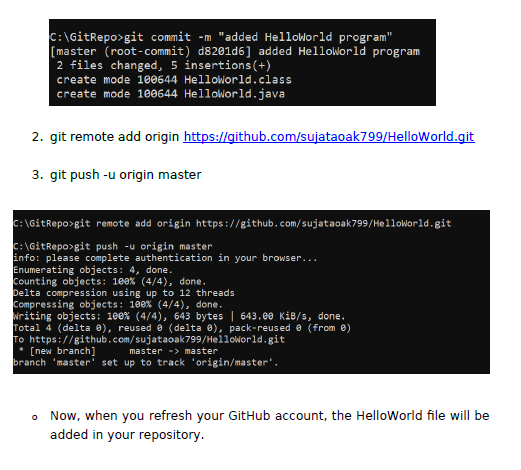 C:\GitRepo>git commit -m "added HelloWorld program"
[master (root-commit) d8201d6] added HelloWorld program
 2 files changed, 5 insertions(+)
 create mode 100644 HelloWorld.class
 create mode 100644 HelloWorld.java
2. git remote add origin https://github.com/sujataoak799/HelloWorld.git
3. git push -u origin master
C:\GitRepo>git remote add origin https://github.com/sujataoak799/HelloWorld.git
C:\GitRepo>git push -u origin master
info: please complete authentication in your browser...
Enumerating objects: 4, done.
Counting objects: 100% (4/4), done.
Delta compression using up to 12 threads
Compressing objects: 100% (4/4), done.
Writing objects: 100% (4/4), 643 bytes | 643.00 KiB/s, done.
Total 4 (delta 0), reused 0 (delta 0), pack-reused 0 (from 0)
To https://github.com/sujataoak799/HelloWorld.git
 * [new branch]      master -> master
branch 'master' set up to track 'origin/master'.
o Now, when you refresh your GitHub account, the HelloWorld file will be
added in your repository.